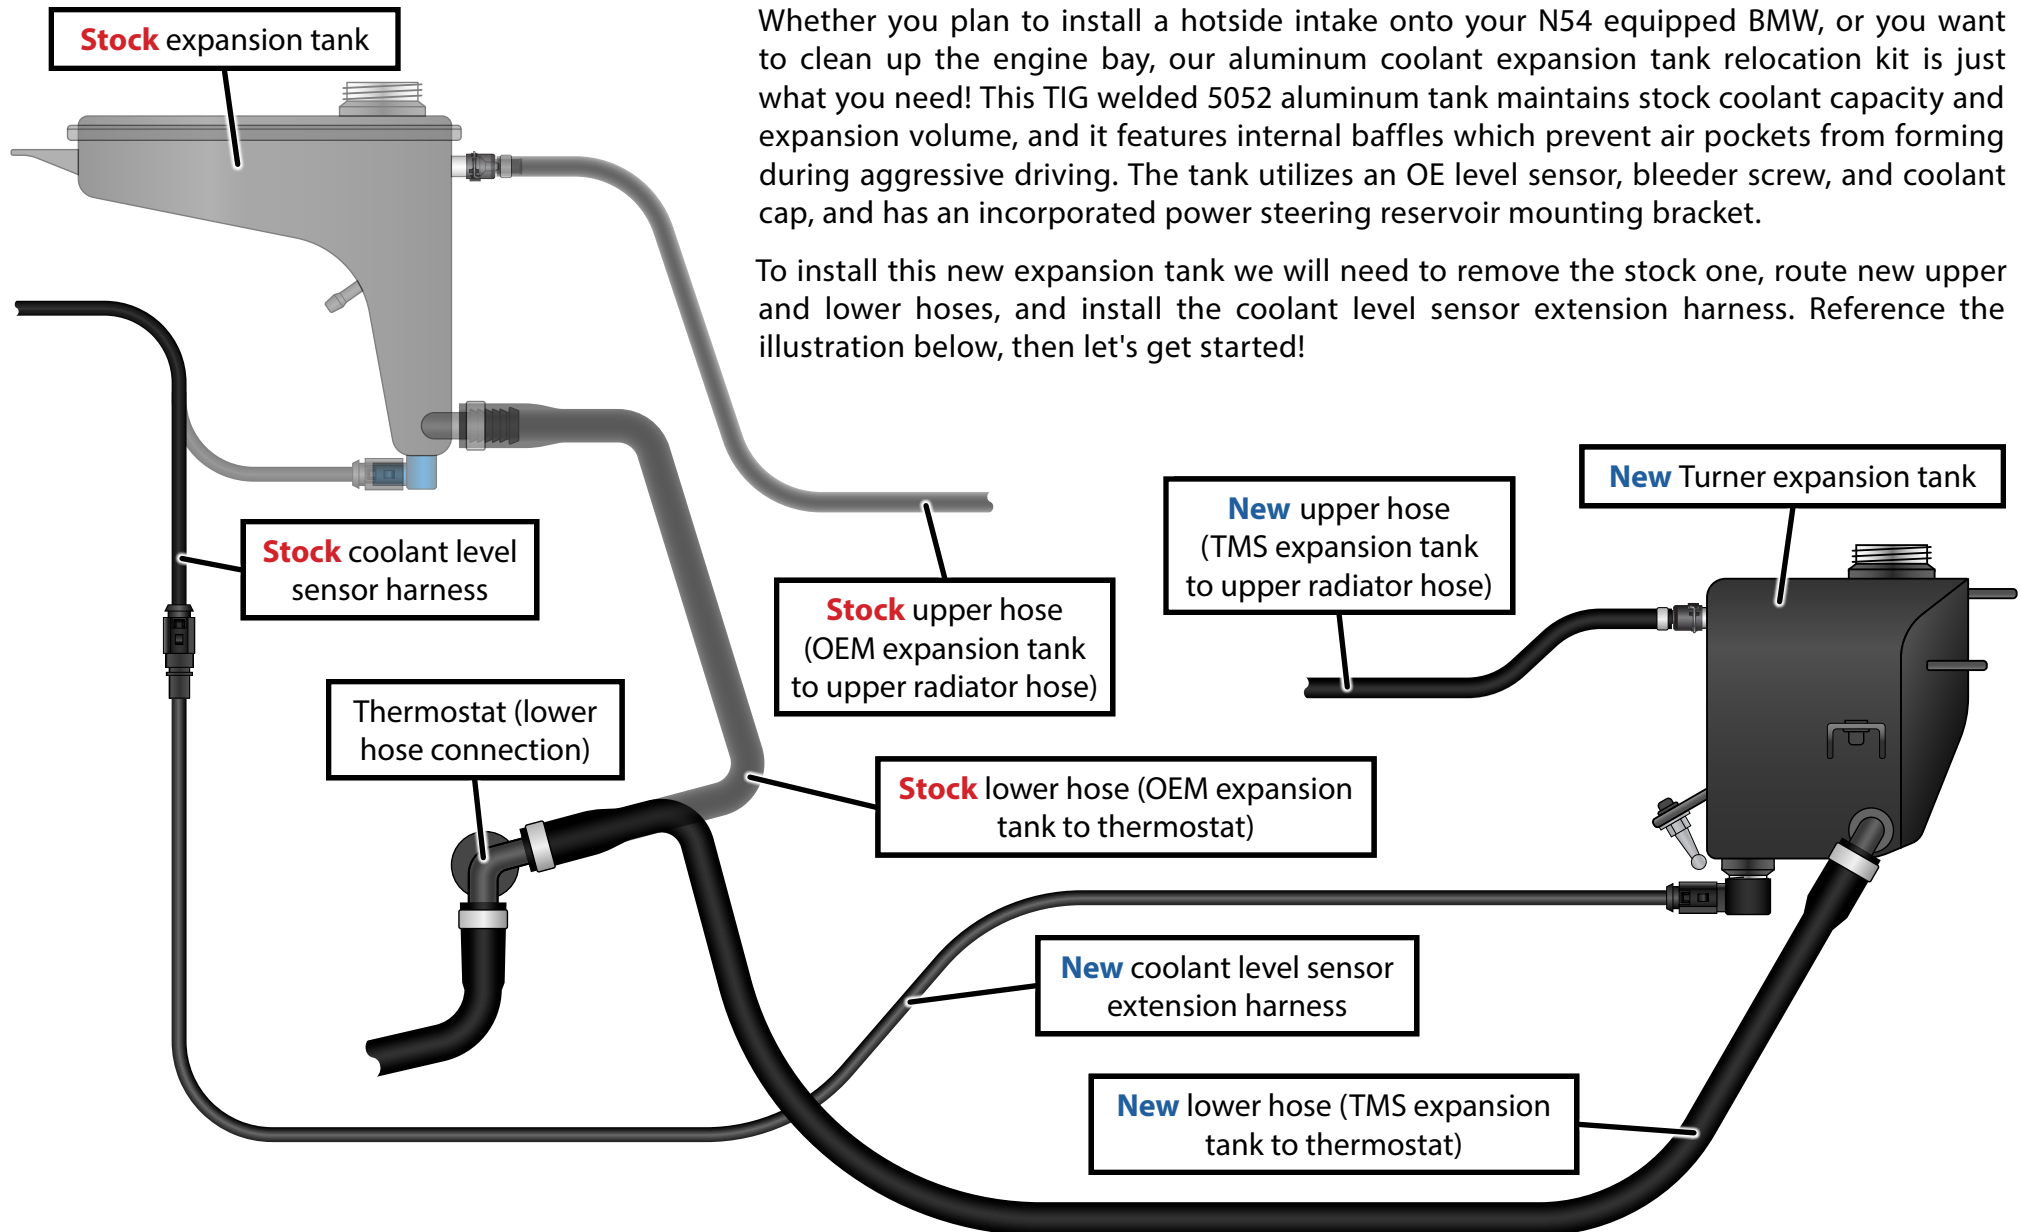 Stock expansion tank
Whether you plan to install a hotside intake onto your N54 equipped BMW, or you want
to clean up the engine bay, our aluminum coolant expansion tank relocation kit is just
what you need! This TIG welded 5052 aluminum tank maintains stock coolant capacity and
expansion volume, and it features internal baffles which prevent air pockets from forming
during aggressive driving. The tank utilizes an OE level sensor, bleeder screw, and coolant
cap, and has an incorporated power steering reservoir mounting bracket.
To install this new expansion tank we will need to remove the stock one, route new upper
and lower hoses, and install the coolant level sensor extension harness. Reference the
illustration below, then let's get started!
Stock coolant level
sensor harness
Stock upper hose
(OEM expansion tank
to upper radiator hose)
New upper hose
(TMS expansion tank
to upper radiator hose)
New Turner expansion tank
Thermostat (lower
hose connection)
Stock lower hose (OEM expansion
tank to thermostat)
New coolant level sensor
extension harness
New lower hose (TMS expansion
tank to thermostat)